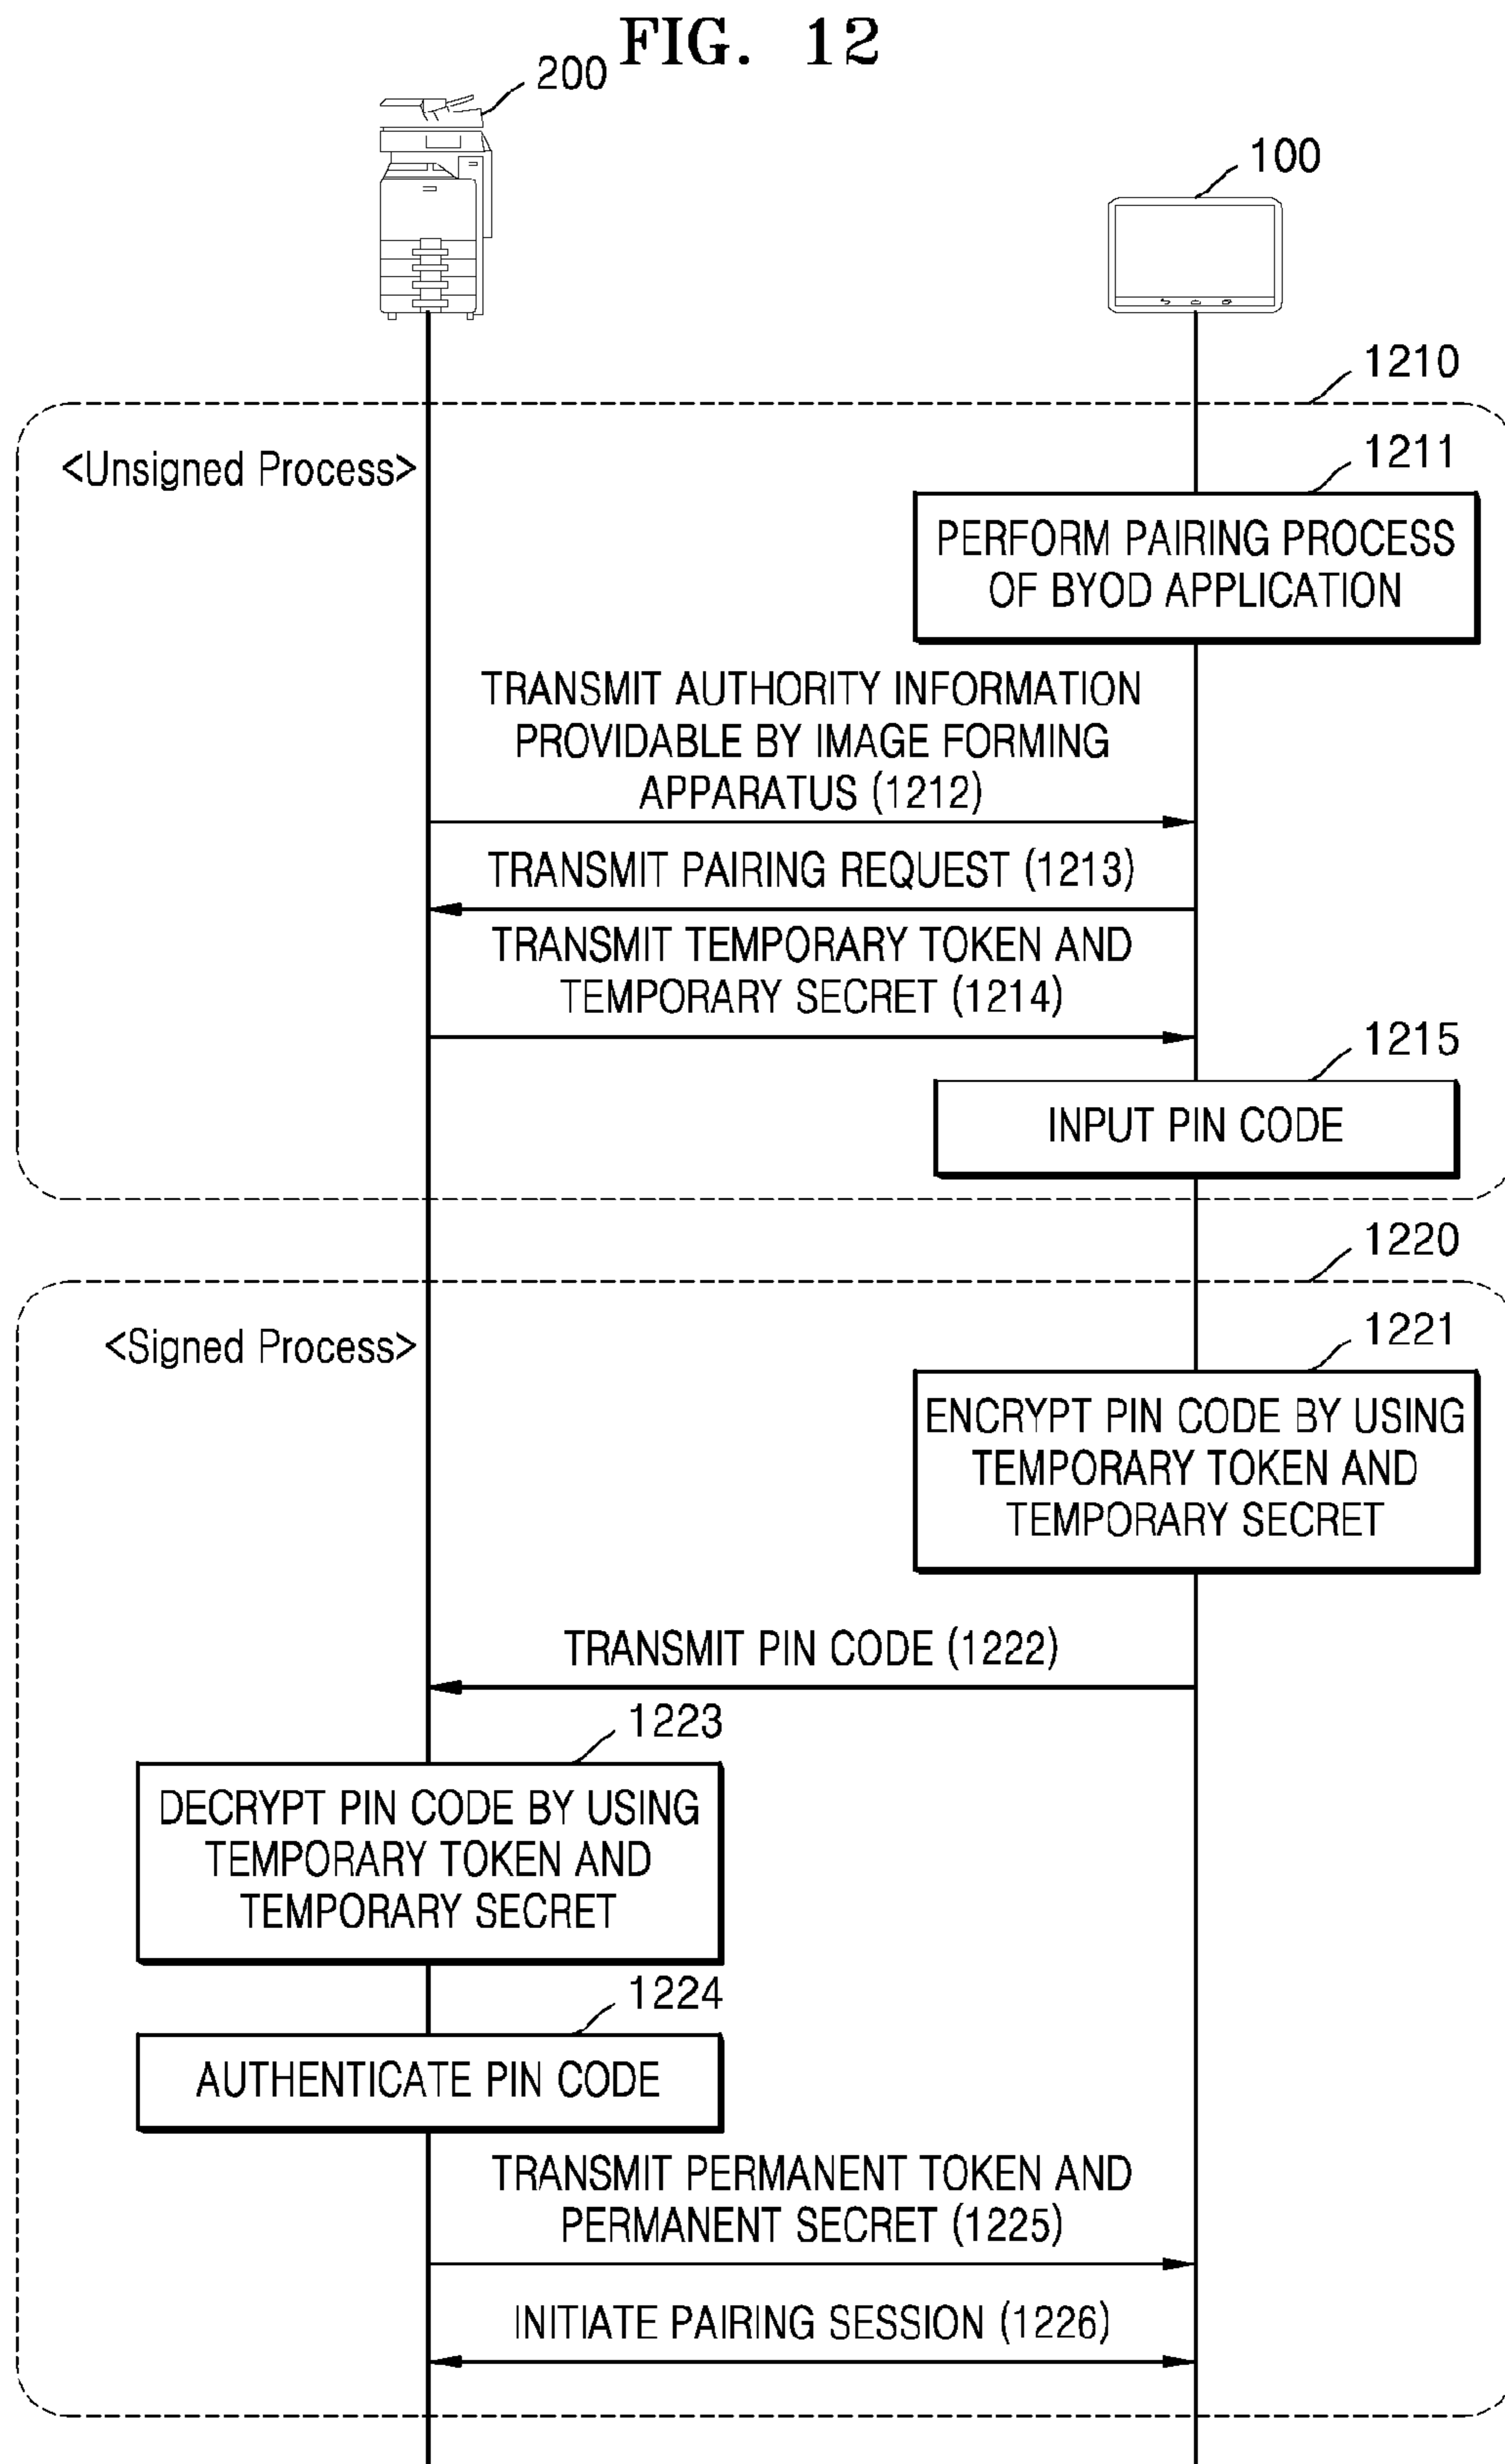 FIG. 12
200
100
1210
<Unsigned Process>
1211
PERFORM PAIRING PROCESS
OF BYOD APPLICATION
TRANSMIT AUTHORITY INFORMATION
PROVIDABLE BY IMAGE FORMING
APPARATUS (1212)
TRANSMIT PAIRING REQUEST (1213)
TRANSMIT TEMPORARY TOKEN AND
TEMPORARY SECRET (1214)
1215
INPUT PIN CODE
1220
<Signed Process>
1221
ENCRYPT PIN CODE BY USING
TEMPORARY TOKEN AND
TEMPORARY SECRET
TRANSMIT PIN CODE (1222)
1223
DECRYPT PIN CODE BY USING
TEMPORARY TOKEN AND
TEMPORARY SECRET
1224
AUTHENTICATE PIN CODE
TRANSMIT PERMANENT TOKEN AND
PERMANENT SECRET (1225)
INITIATE PAIRING SESSION (1226)